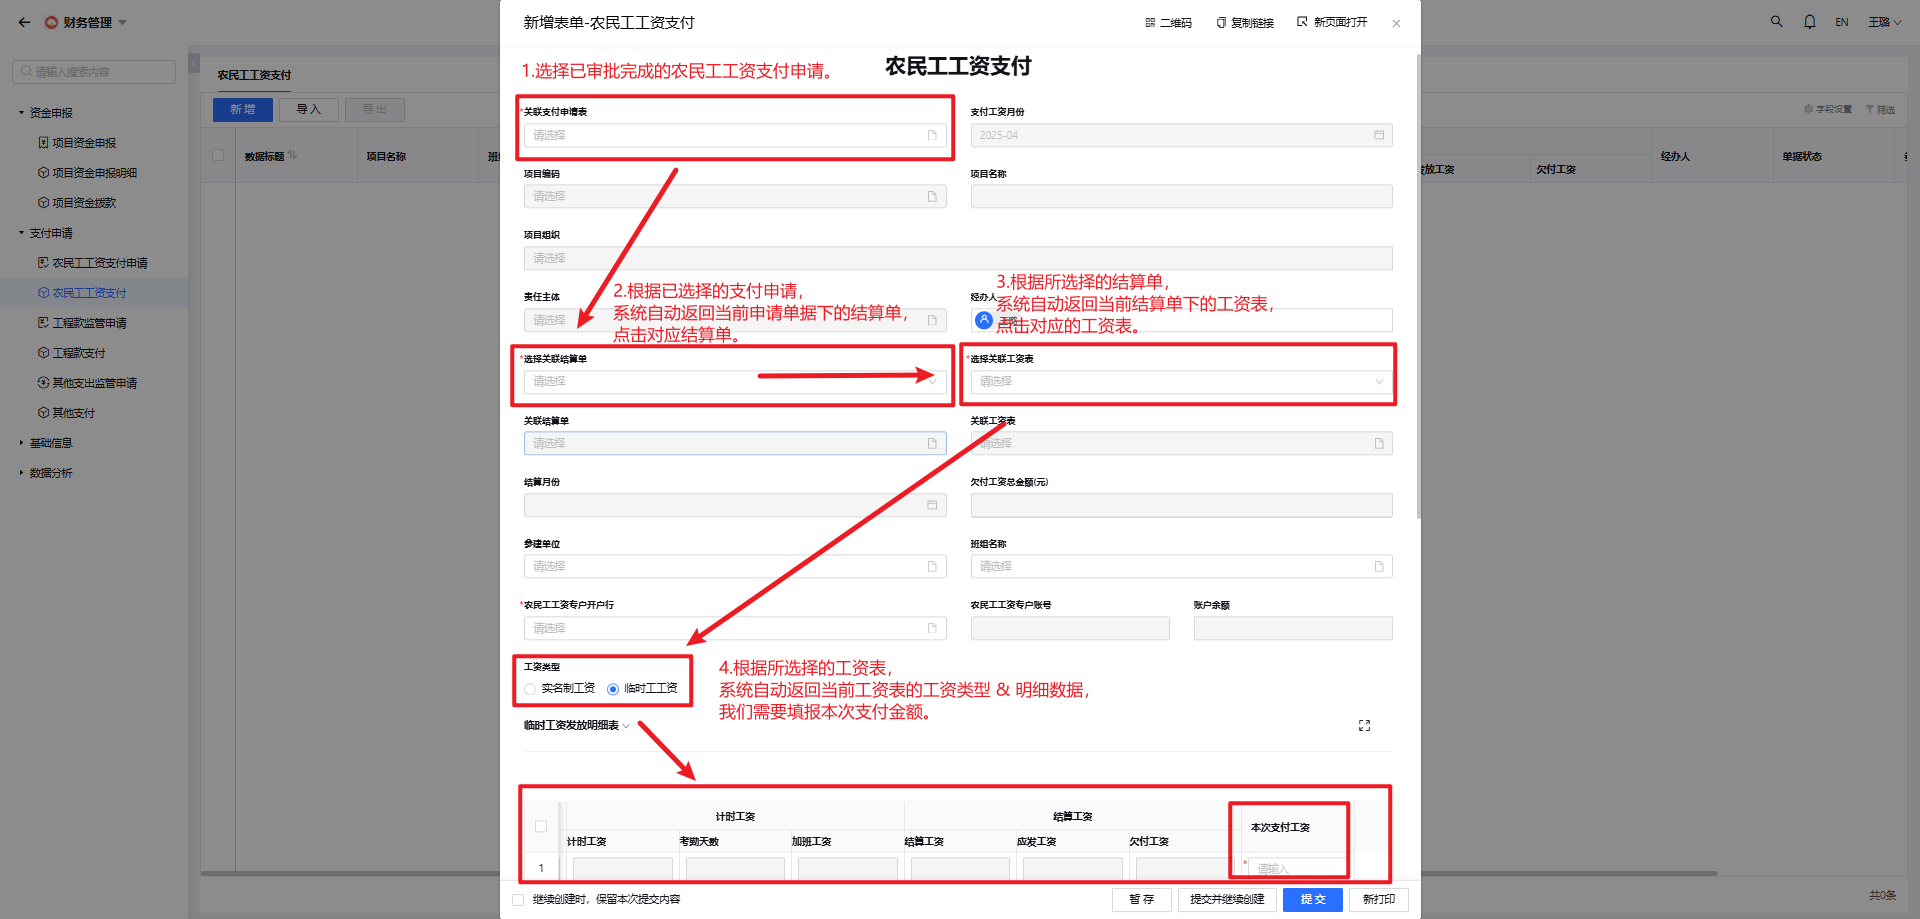 财务管理
新增表单-农民工工资支付
二维码
复制链接
新页面打开
EN
王璐
请输入搜索内容
资金申报
项目资金申报
项目资金申报明细
项目资金拨款
支付申请
农民工工资支付申请
农民工工资支付
工程款监管申请
工程款支付
其他支出监管申请
其他支付
基础信息
数据分析
农民工工资支付
新增
导入
导出
字段设置
筛选
数据标题
项目名称
欠付工资
经办人
单据状态
共0条
1.选择已审批完成的农民工工资支付申请。
农民工工资支付
*关联支付申请表
请选择
支付工资月份
2025-04
项目编码
请选择
项目名称
项目组织
请选择
责任主体
请选择
经办人
2.根据已选择的支付申请，
系统自动返回当前申请单据下的结算单，
点击对应结算单。
3.根据所选择的结算单，
系统自动返回当前结算单下的工资表，
点击对应的工资表。
*选择关联结算单
请选择
*选择关联工资表
请选择
关联结算单
请选择
关联工资表
请选择
结算月份
欠付工资总金额(元)
参建单位
请选择
班组名称
请选择
*农民工工资专户开户行
请选择
农民工工资专户账号
账户余额
工资类型
实名制工资
临时工工资
4.根据所选择的工资表，
系统自动返回当前工资表的工资类型 & 明细数据，
我们需要填报本次支付金额。
临时工资发放明细表
计时工资
结算工资
本次支付工资
计时工资
考勤天数
加班工资
结算工资
应发工资
欠付工资
1
*
请输入
继续创建时，保留本次提交内容
暂存
提交并继续创建
提交
新打印